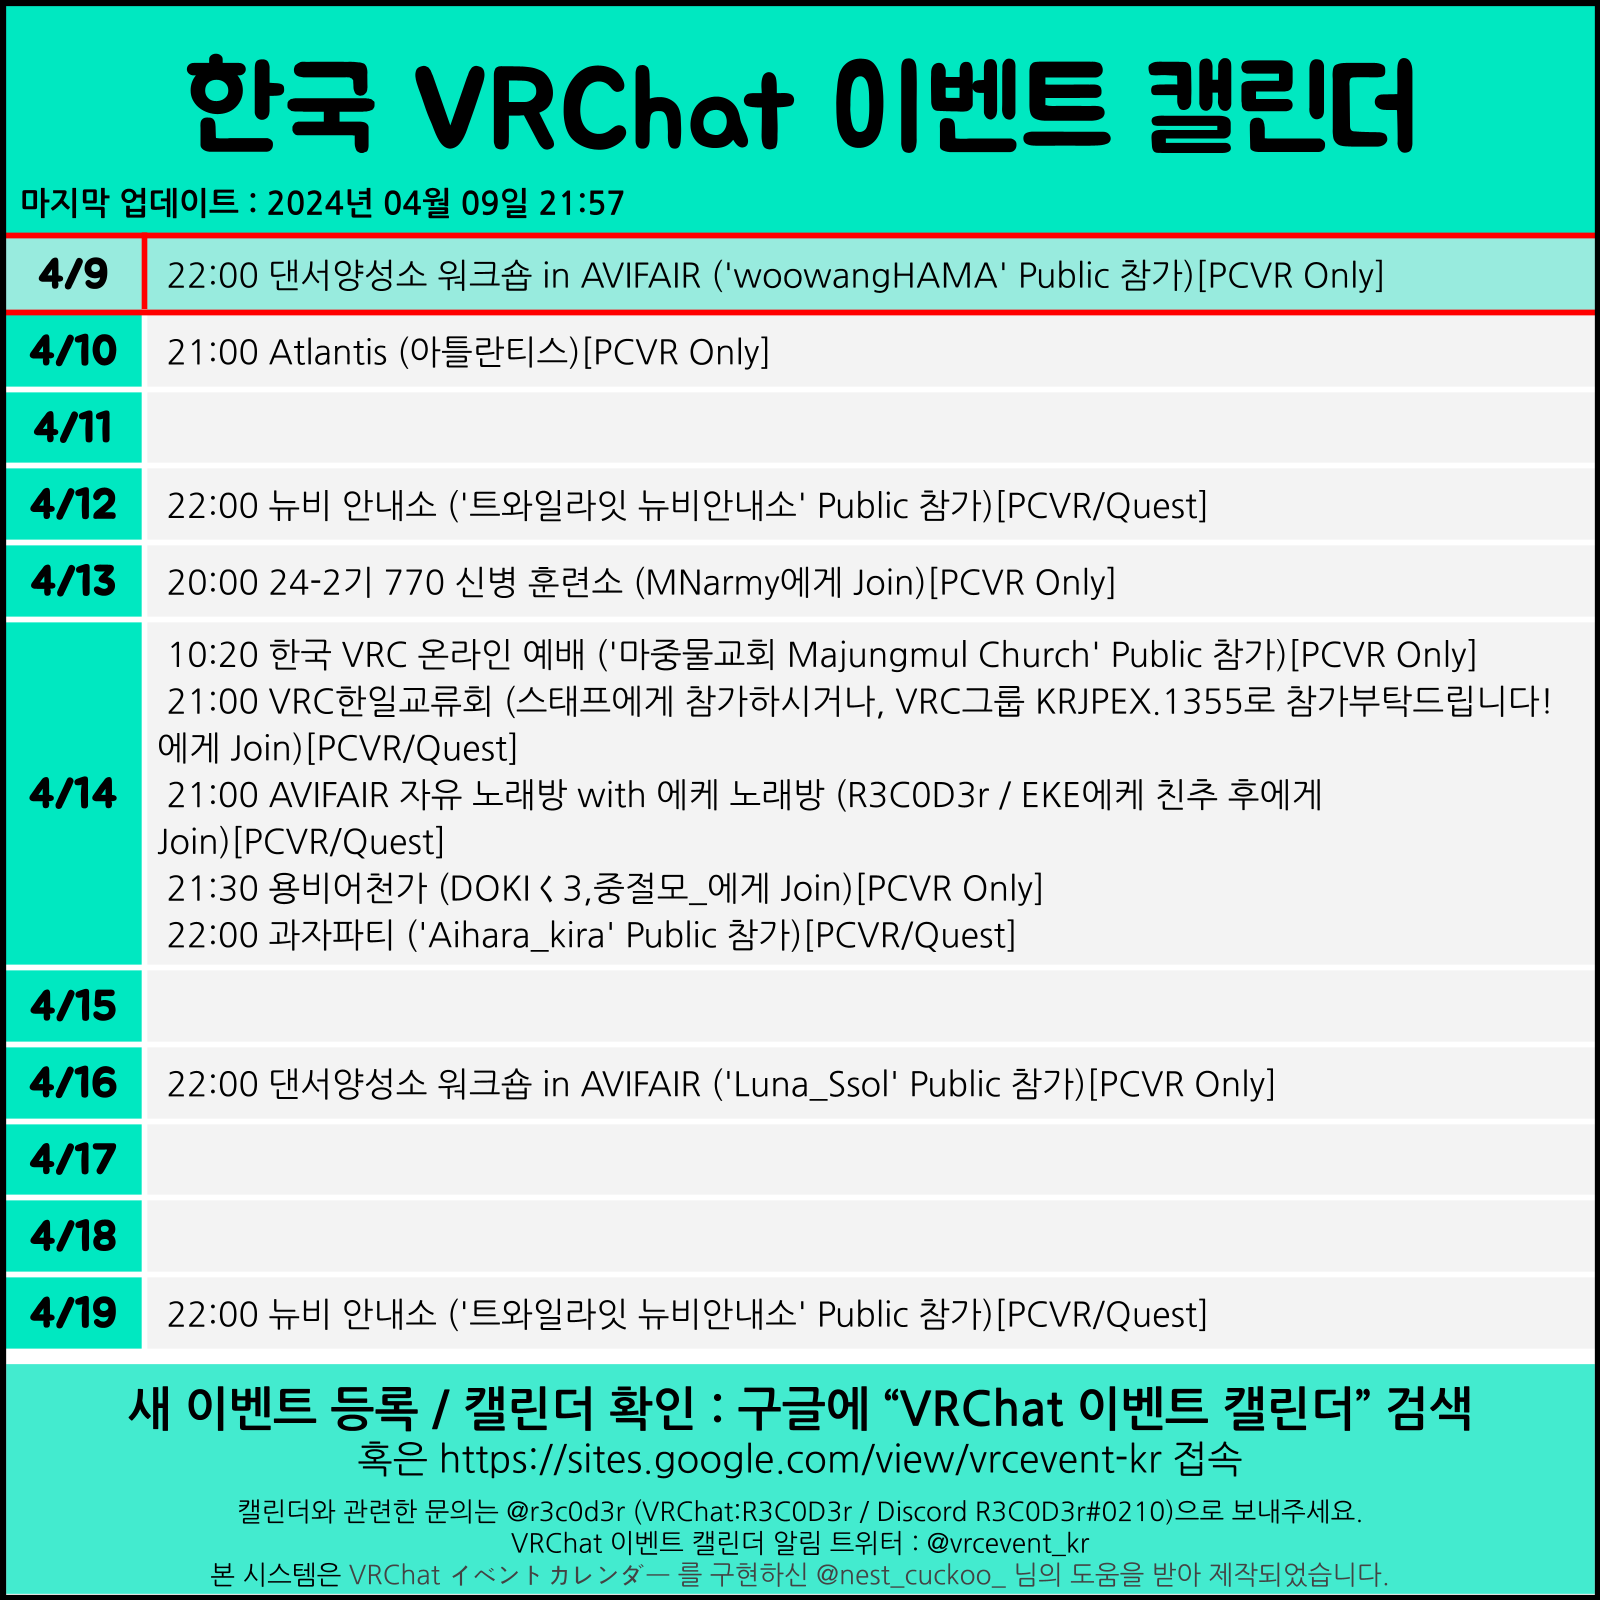 한국 VRChat 이벤트 캘린더
마지막 업데이트 : 2024년 04월 09일 21:57
4/9 22:00 댄서양성소 워크숍 in AVIFAIR ('woowangHAMA' Public 참가)[PCVR Only]
4/10 21:00 Atlantis (아틀란티스)[PCVR Only]
4/11
4/12 22:00 뉴비 안내소 ('트와일라잇 뉴비안내소' Public 참가)[PCVR/Quest]
4/13 20:00 24-2기 770 신병 훈련소 (MNarmy에게 Join)[PCVR Only]
4/14
10:20 한국 VRC 온라인 예배 ('마중물교회 Majungmul Church' Public 참가)[PCVR Only]
21:00 VRC한일교류회 (스태프에게 참가하시거나, VRC그룹 KRJPEX.1355로 참가부탁드립니다!
에게 Join)[PCVR/Quest]
21:00 AVIFAIR 자유 노래방 with 에케 노래방 (R3C0D3r / EKE에케 친추 후에게
Join)[PCVR/Quest]
21:30 용비어천가 (DOKIく3,중절모_에게 Join)[PCVR Only]
22:00 과자파티 ('Aihara_kira' Public 참가)[PCVR/Quest]
4/15
4/16 22:00 댄서양성소 워크숍 in AVIFAIR ('Luna_Ssol' Public 참가)[PCVR Only]
4/17
4/18
4/19 22:00 뉴비 안내소 ('트와일라잇 뉴비안내소' Public 참가)[PCVR/Quest]
새 이벤트 등록 / 캘린더 확인 : 구글에 “VRChat 이벤트 캘린더” 검색
혹은 https://sites.google.com/view/vrcevent-kr 접속
캘린더와 관련한 문의는 @r3c0d3r (VRChat:R3C0D3r / Discord R3C0D3r#0210)으로 보내주세요.
VRChat 이벤트 캘린더 알림 트위터 : @vrcevent_kr
본 시스템은 VRChat イベントカレンダー 를 구현하신 @nest_cuckoo_ 님의 도움을 받아 제작되었습니다.